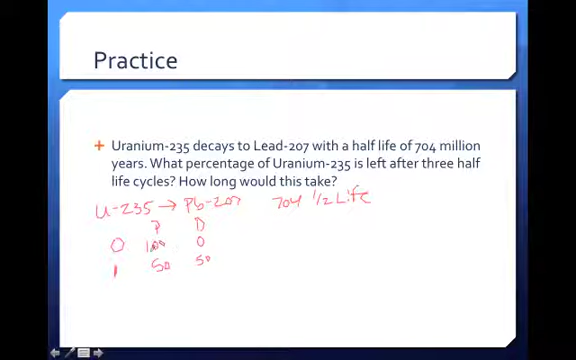 Practice
Uranium-235 decays to Lead-207 with a half life of 704 million
years. What percentage of Uranium-235 is left after three half
life cycles? How long would this take?
U-235 → Pb-207 704 1/2 Life
P D
0 100 0
1 50 50